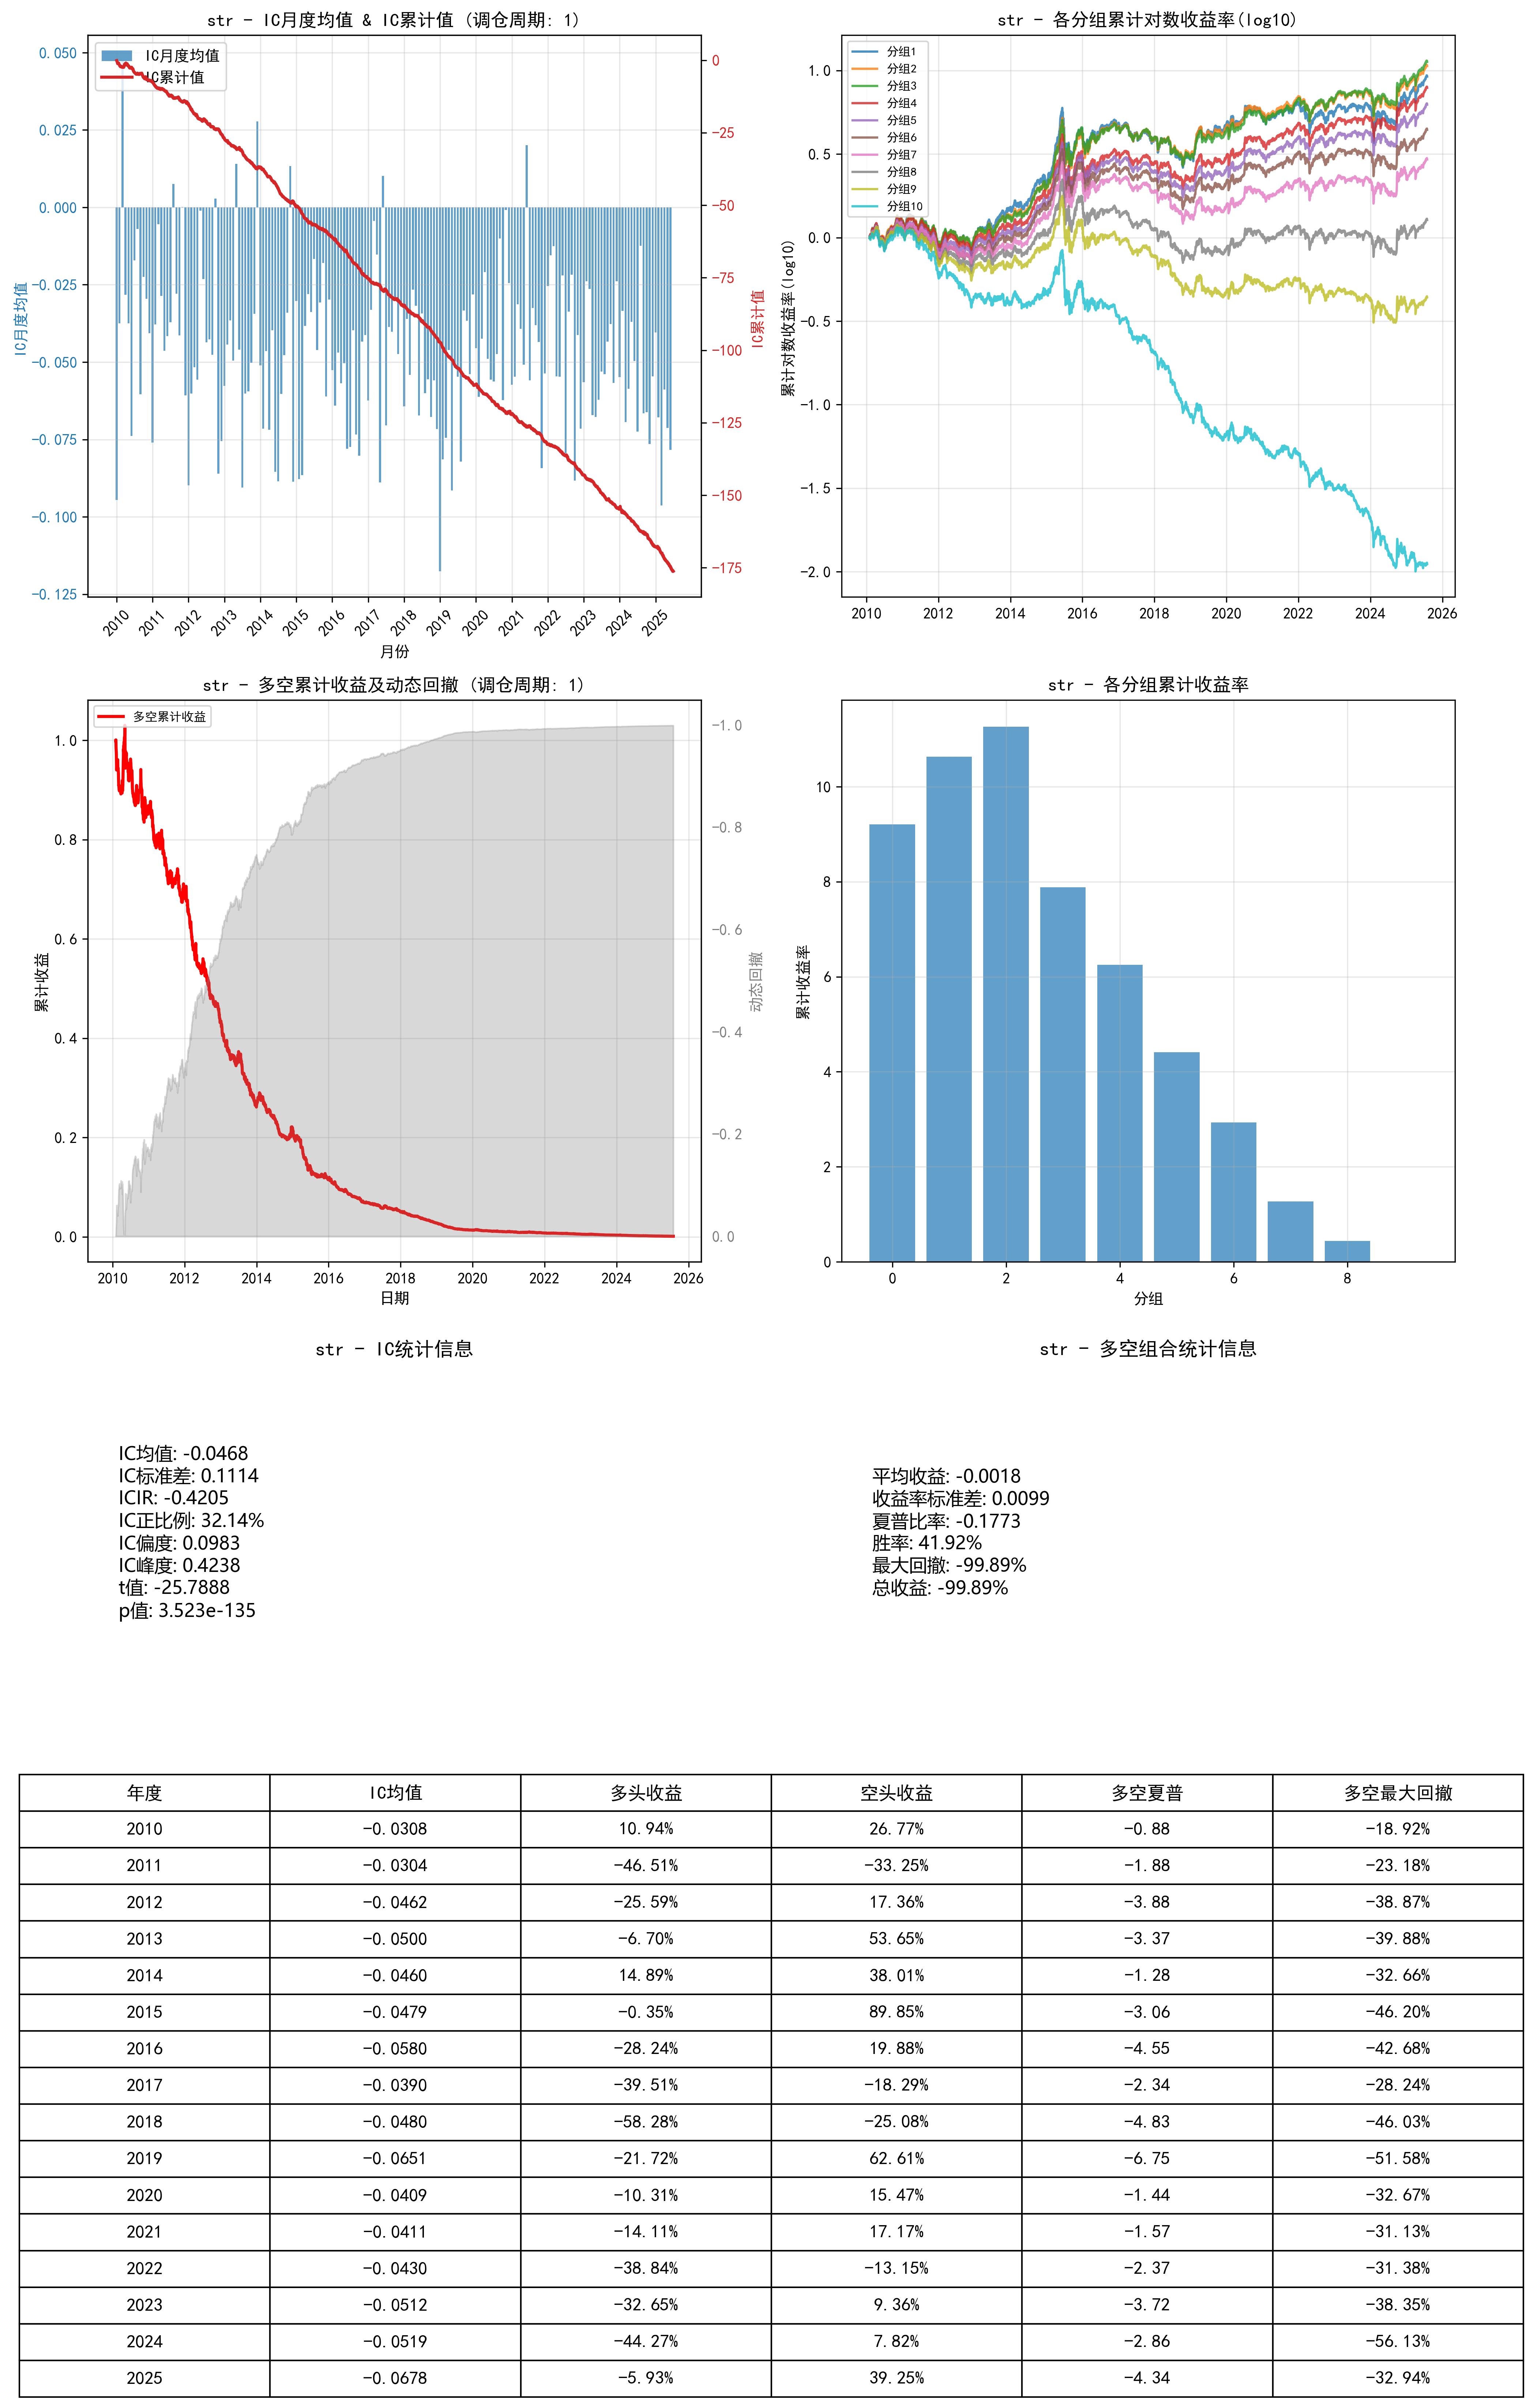 str - IC月度均值 & IC累计值 (调仓周期: 1)
IC月度均值
IC累计值
0.050
0.025
0.000
-0.025
-0.050
-0.075
-0.100
-0.125
IC月度均值
0
-25
-50
-75
-100
-125
-150
-175
IC累计值
2010 2011 2012 2013 2014 2015 2016 2017 2018 2019 2020 2021 2022 2023 2024 2025
月份
str - 各分组累计对数收益率(log10)
分组1
分组2
分组3
分组4
分组5
分组6
分组7
分组8
分组9
分组10
1.0
0.5
0.0
-0.5
-1.0
-1.5
-2.0
累计对数收益率(log10)
2010 2012 2014 2016 2018 2020 2022 2024 2026
str - 多空累计收益及动态回撤 (调仓周期: 1)
多空累计收益
1.0
0.8
0.6
0.4
0.2
0.0
累计收益
-1.0
-0.8
-0.6
-0.4
-0.2
0.0
动态回撤
2010 2012 2014 2016 2018 2020 2022 2024 2026
日期
str - 各分组累计收益率
10
8
6
4
2
0
累计收益率
0 2 4 6 8
分组
str - IC统计信息
IC均值: -0.0468
IC标准差: 0.1114
ICIR: -0.4205
IC正比例: 32.14%
IC偏度: 0.0983
IC峰度: 0.4238
t值: -25.7888
p值: 3.523e-135
str - 多空组合统计信息
平均收益: -0.0018
收益率标准差: 0.0099
夏普比率: -0.1773
胜率: 41.92%
最大回撤: -99.89%
总收益: -99.89%
年度 IC均值 多头收益 空头收益 多空夏普 多空最大回撤
2010 -0.0308 10.94% 26.77% -0.88 -18.92%
2011 -0.0304 -46.51% -33.25% -1.88 -23.18%
2012 -0.0462 -25.59% 17.36% -3.88 -38.87%
2013 -0.0500 -6.70% 53.65% -3.37 -39.88%
2014 -0.0460 14.89% 38.01% -1.28 -32.66%
2015 -0.0479 -0.35% 89.85% -3.06 -46.20%
2016 -0.0580 -28.24% 19.88% -4.55 -42.68%
2017 -0.0390 -39.51% -18.29% -2.34 -28.24%
2018 -0.0480 -58.28% -25.08% -4.83 -46.03%
2019 -0.0651 -21.72% 62.61% -6.75 -51.58%
2020 -0.0409 -10.31% 15.47% -1.44 -32.67%
2021 -0.0411 -14.11% 17.17% -1.57 -31.13%
2022 -0.0430 -38.84% -13.15% -2.37 -31.38%
2023 -0.0512 -32.65% 9.36% -3.72 -38.35%
2024 -0.0519 -44.27% 7.82% -2.86 -56.13%
2025 -0.0678 -5.93% 39.25% -4.34 -32.94%